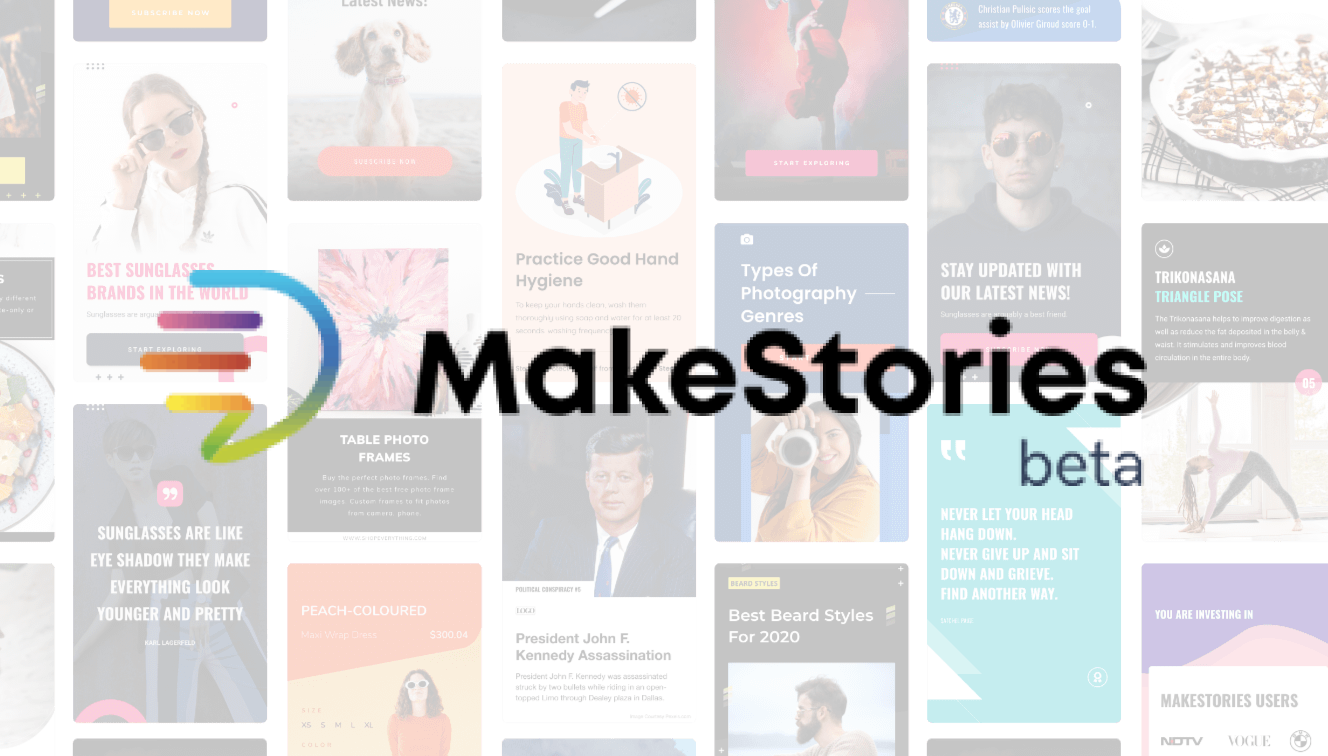 SUBSCRIBE NOW
Latest News!
SUBSCRIBE NOW
START EXPLORING
Christian Pulisic scores the goal
assist by Olivier Giroud score 0-1.
BEST SUNGLASSES
BRANDS IN THE WORLD
Sunglasses are
START EXPLORING
Practice Good Hand
Hygiene
To keep your hands clean, wash them
thoroughly using soap and water for at least 20
seconds, washing frequent
Types Of
Photography
Genres
STAY UPDATED WITH
OUR LATEST NEWS!
Sunglasses are arguably a best friend
TRIKONASANA
TRIANGLE POSE
The Trikonasana helps to improve digestion as
well as reduce the fat deposited in the belly &
waist. It stimulates and improves blood
circulation in the entire body.
05
S
y different
MakeStories
beta
SUNGLASSES ARE LIKE
EYE SHADOW THEY MAKE
EVERYTHING LOOK
YOUNGER AND PRETTY
KARL LAGERFELD
TABLE PHOTO
FRAMES
Buy the perfect photo frames. Find
over 100+ of the best free photo frame
images. Custom frames to fit photos
from camera, phone.
PEACH-COLOURED
Maxi Wrap Dress $300.04
SIZE
XS S M L XL
COLOR
POLITICAL CONSPIRACY #5
LOGO
President John F.
Kennedy Assassination
President John F. Kennedy was assassinated
struck by two bullets while riding in an open-
topped Limo through Dealey plaza in Dallas.
BEARD STYLES
Best Beard Styles
For 2020
NEVER LET YOUR HEAD
HANG DOWN.
NEVER GIVE UP AND SIT
DOWN AND GRIEVE.
FIND ANOTHER WAY.
YOU ARE INVESTING IN
MAKESTORIES USERS
NDTV VOGUE